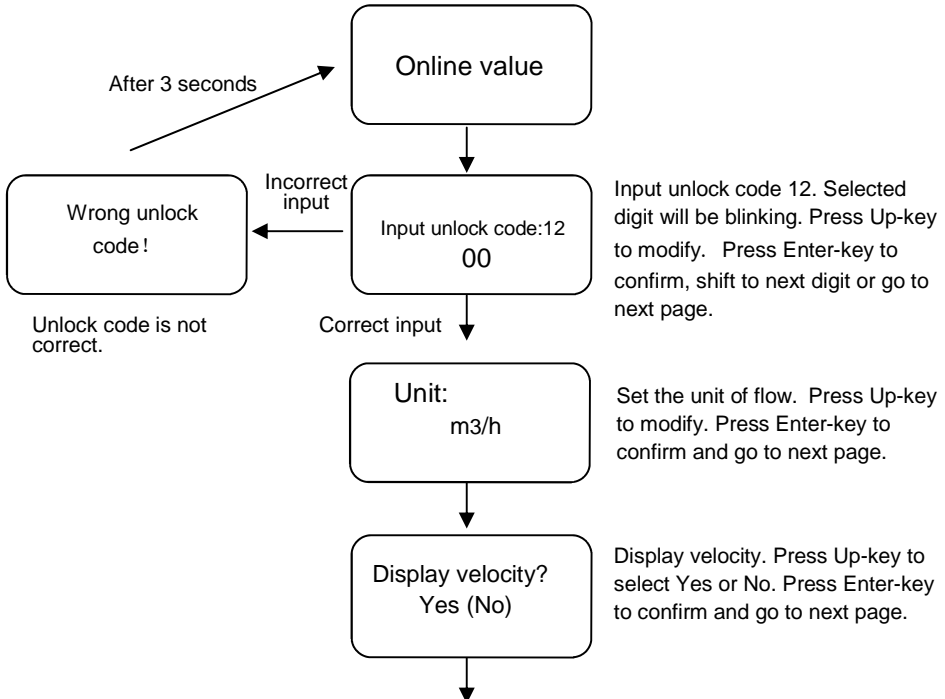 Online value
After 3 seconds
Wrong unlock
code!
Incorrect
input
Input unlock code:12
00
Input unlock code 12. Selected
digit will be blinking. Press Up-key
to modify. Press Enter-key to
confirm, shift to next digit or go to
next page.
Unlock code is not
correct.
Correct input
Unit:
m3/h
Set the unit of flow. Press Up-key
to modify. Press Enter-key to
confirm and go to next page.
Display velocity?
Yes (No)
Display velocity. Press Up-key to
select Yes or No. Press Enter-key
to confirm and go to next page.